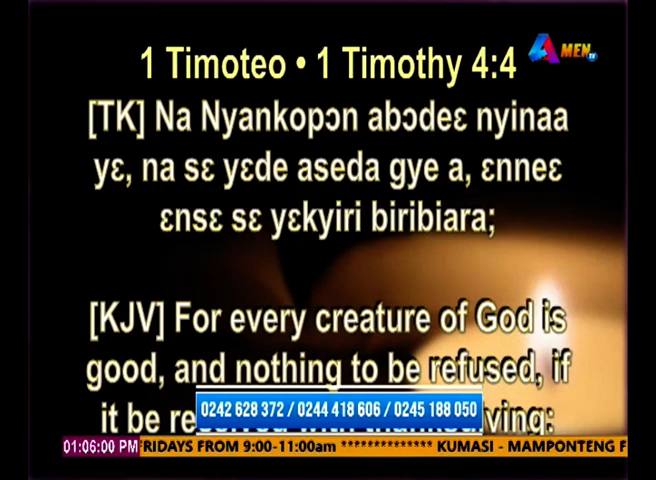 AMEN TV
1 Timoteo • 1 Timothy 4:4
[TK] Na Nyankopɔn abɔdeɛ nyinaa
yɛ, na sɛ yɛde aseda gye a, ɛnneɛ
ɛnsɛ sɛ yɛkyiri biribiara;
[KJV] For every creature of God is
good, and nothing to be refused, if
it be re
ving:
0242 628 372 / 0244 418 606 / 0245 188 050
01:06:00 PM FRIDAYS FROM 9:00-11:00am ************** KUMASI - MAMPONTENG F